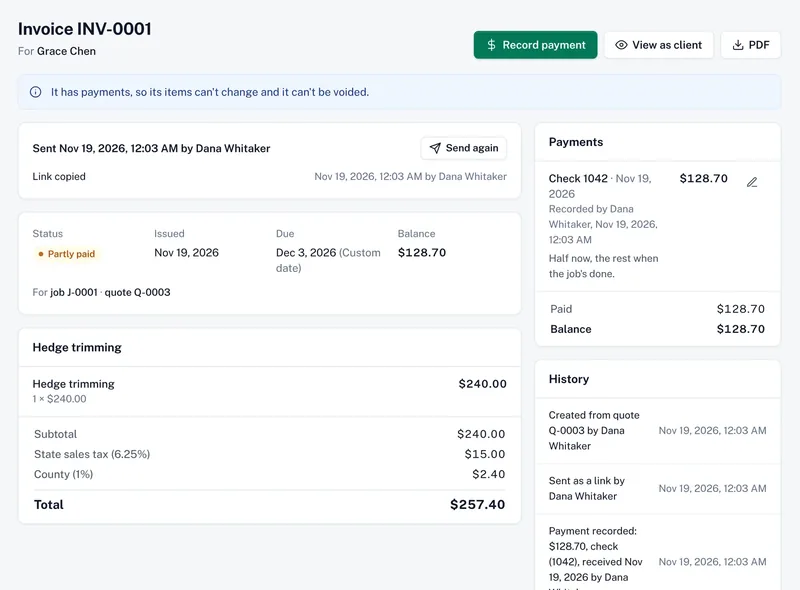 Invoice INV-0001
For Grace Chen
Record payment
View as client
PDF
It has payments, so its items can't change and it can't be voided.
Sent Nov 19, 2026, 12:03 AM by Dana Whitaker
Send again
Link copied
Nov 19, 2026, 12:03 AM by Dana Whitaker
Status
Issued
Due
Balance
Partly paid
Nov 19, 2026
Dec 3, 2026 (Custom
date)
$128.70
For job J-0001 · quote Q-0003
Hedge trimming
Hedge trimming
$240.00
1 × $240.00
Subtotal
$240.00
State sales tax (6.25%)
$15.00
County (1%)
$2.40
Total
$257.40
Payments
Check 1042 · Nov 19,
2026
$128.70
Recorded by Dana
Whitaker, Nov 19, 2026,
12:03 AM
Half now, the rest when
the job's done.
Paid
$128.70
Balance
$128.70
History
Created from quote
Q-0003 by Dana
Whitaker
Nov 19, 2026, 12:03 AM
Sent as a link by
Dana Whitaker
Nov 19, 2026, 12:03 AM
Payment recorded:
$128.70, check
(1042), received Nov
19, 2026 by Dana
Nov 19, 2026, 12:03 AM